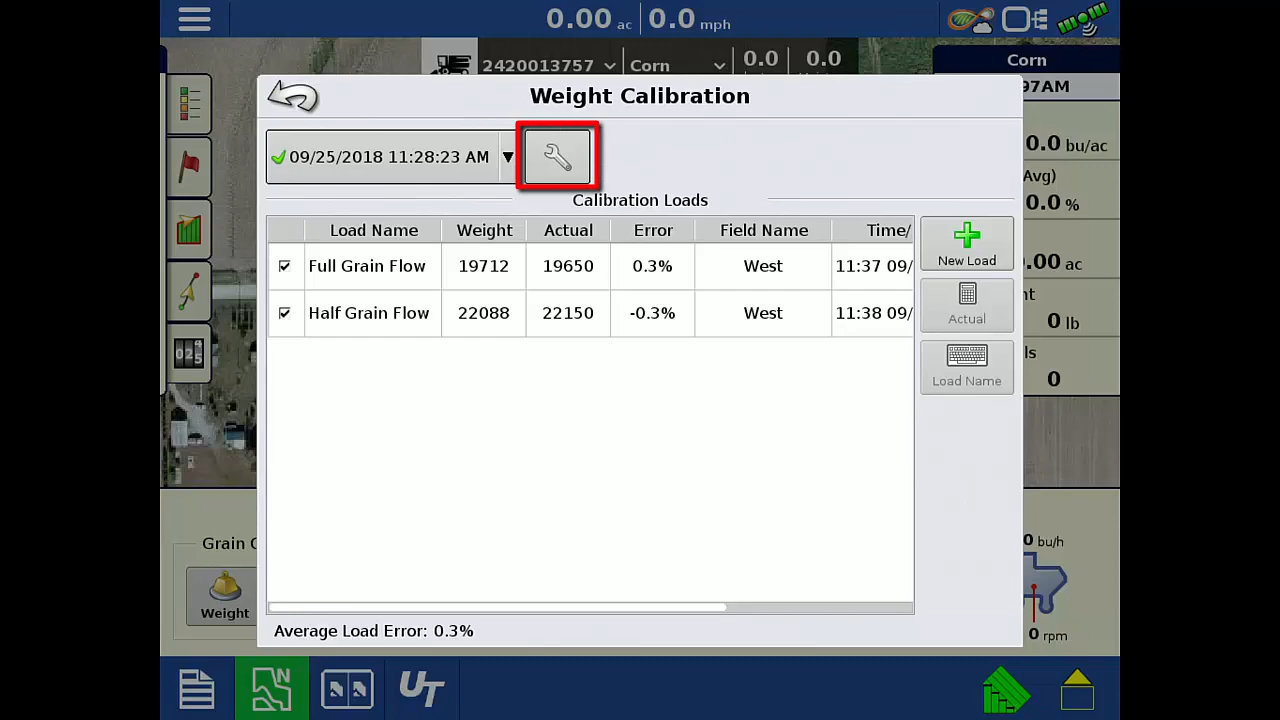 0.00 ac 0.0 mph
2420013757 Corn 0.0 0.0
Corn
97AM
Weight Calibration
09/25/2018 11:28:23 AM
0.0 bu/ac
Avg)
0.0 %
.00 ac
nt
0 lb
ls
0
Calibration Loads
Load Name Weight Actual Error Field Name Time/
Full Grain Flow 19712 19650 0.3% West 11:37 09/
Half Grain Flow 22088 22150 -0.3% West 11:38 09/
New Load
Actual
Load Name
Average Load Error: 0.3%
Grain C
Weight
0 bu/h
0 rpm
UT